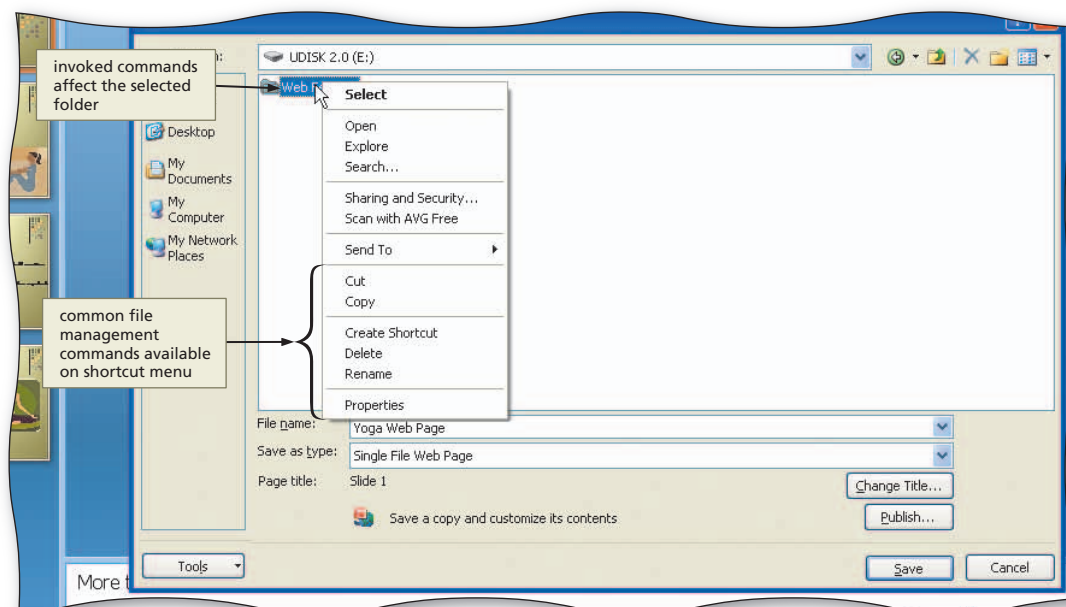 UDISK 2.0 (E:)
invoked commands
affect the selected
folder
Web
Select
Desktop
Open
Explore
My
Documents
Search...
My
Computer
Sharing and Security...
Scan with AVG Free
My Network
Places
Send To
Cut
Copy
common file
management
commands available
on shortcut menu
Create Shortcut
Delete
Rename
Properties
File name:
Yoga Web Page
Save as type:
Single File Web Page
Page title:
Slide 1
Change Title...
Save a copy and customize its contents
Publish...
Tools
Save
Cancel
More